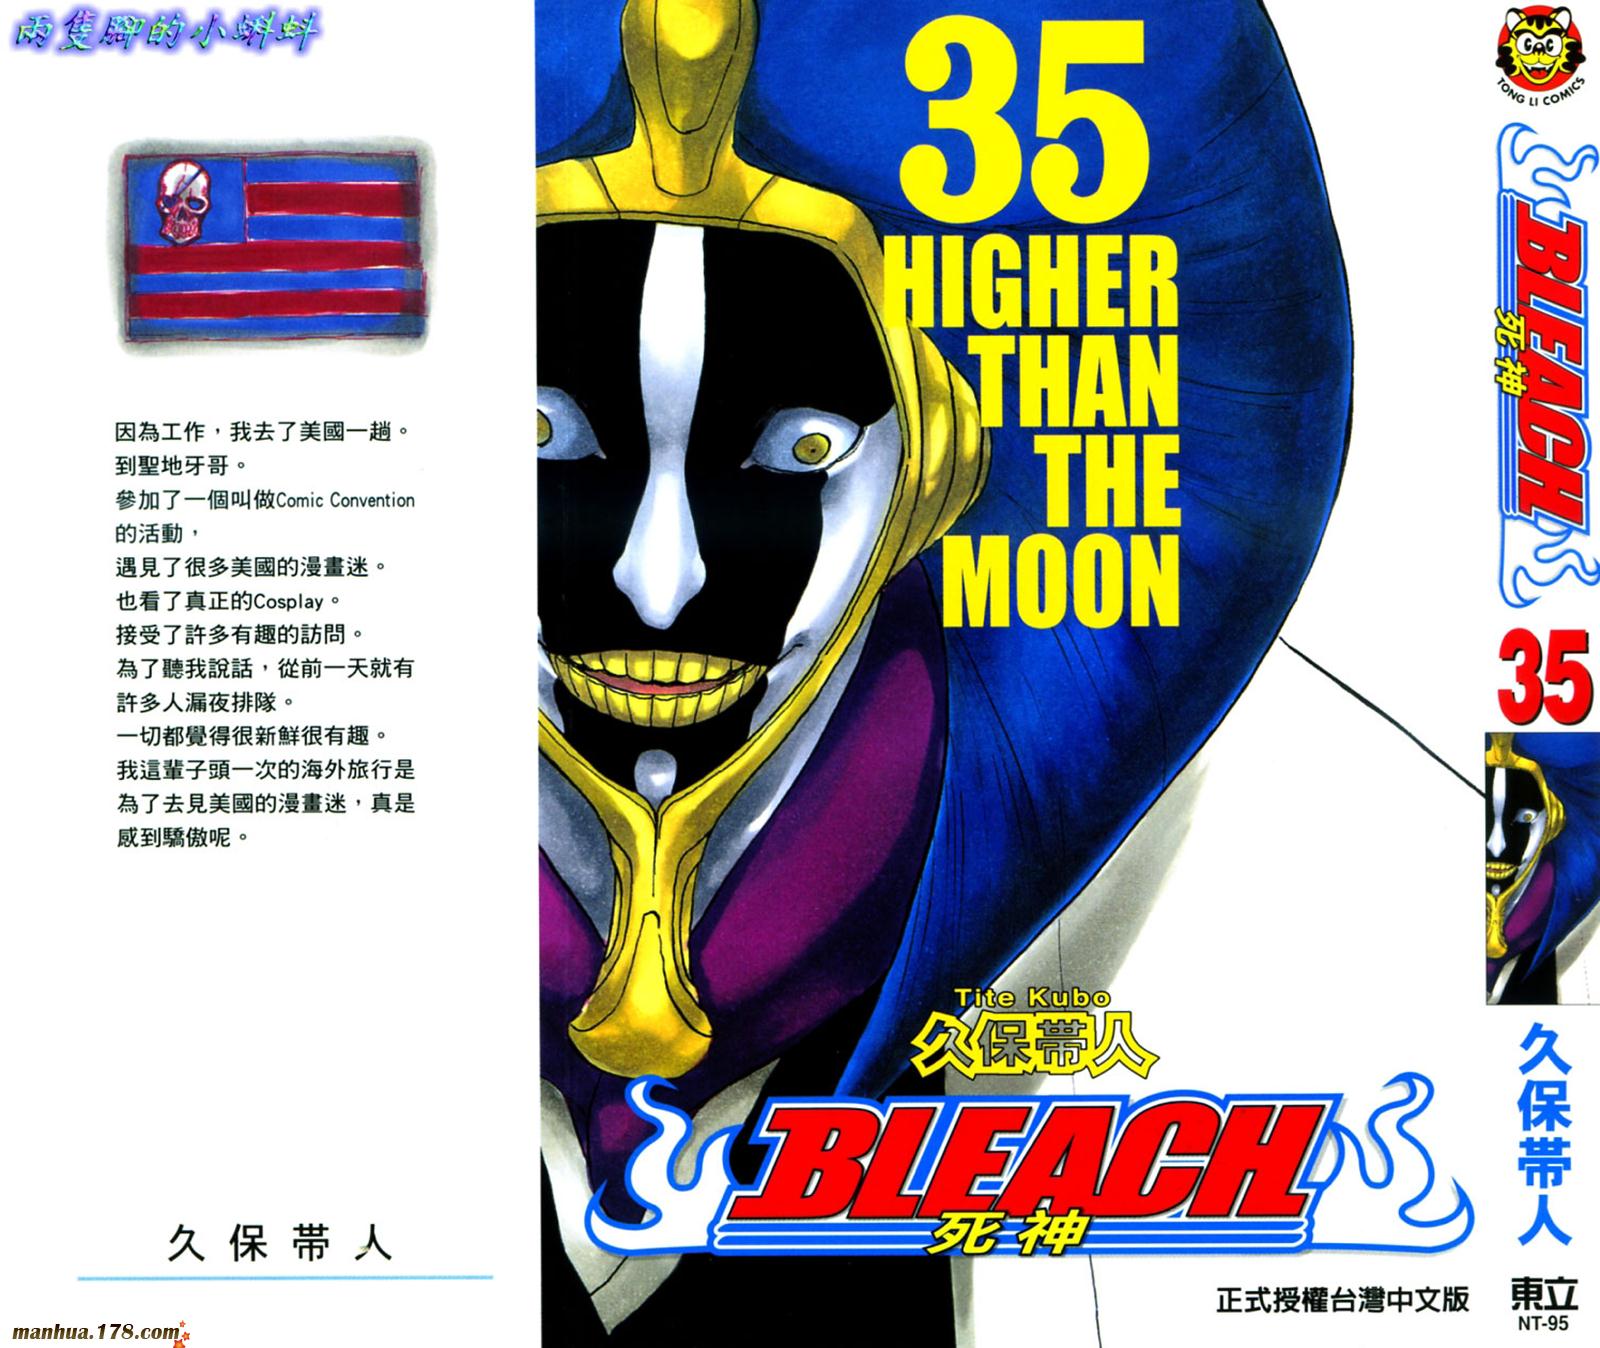 兩隻腳的小蝌蚪
因為工作，我去了美國一趟。
到聖地牙哥。
參加了一個叫做Comic Convention
的活動，
遇見了很多美國的漫畫迷。
也看了真正的Cosplay。
接受了許多有趣的訪問。
為了聽我說話，從前一天就有
許多人漏夜排隊。
一切都覺得很新鮮很有趣。
我這輩子頭一次的海外旅行是
為了去見美國的漫畫迷，真是
感到驕傲呢。
久保帯人
manhua.178.com
35
HIGHER
THAN
THE
MOON
Tite Kubo
久保帯人
BLEACH
死神
正式授權台灣中文版
TONG LI COMICS
BLEACH
死神
35
久保帯人
東立
NT-95